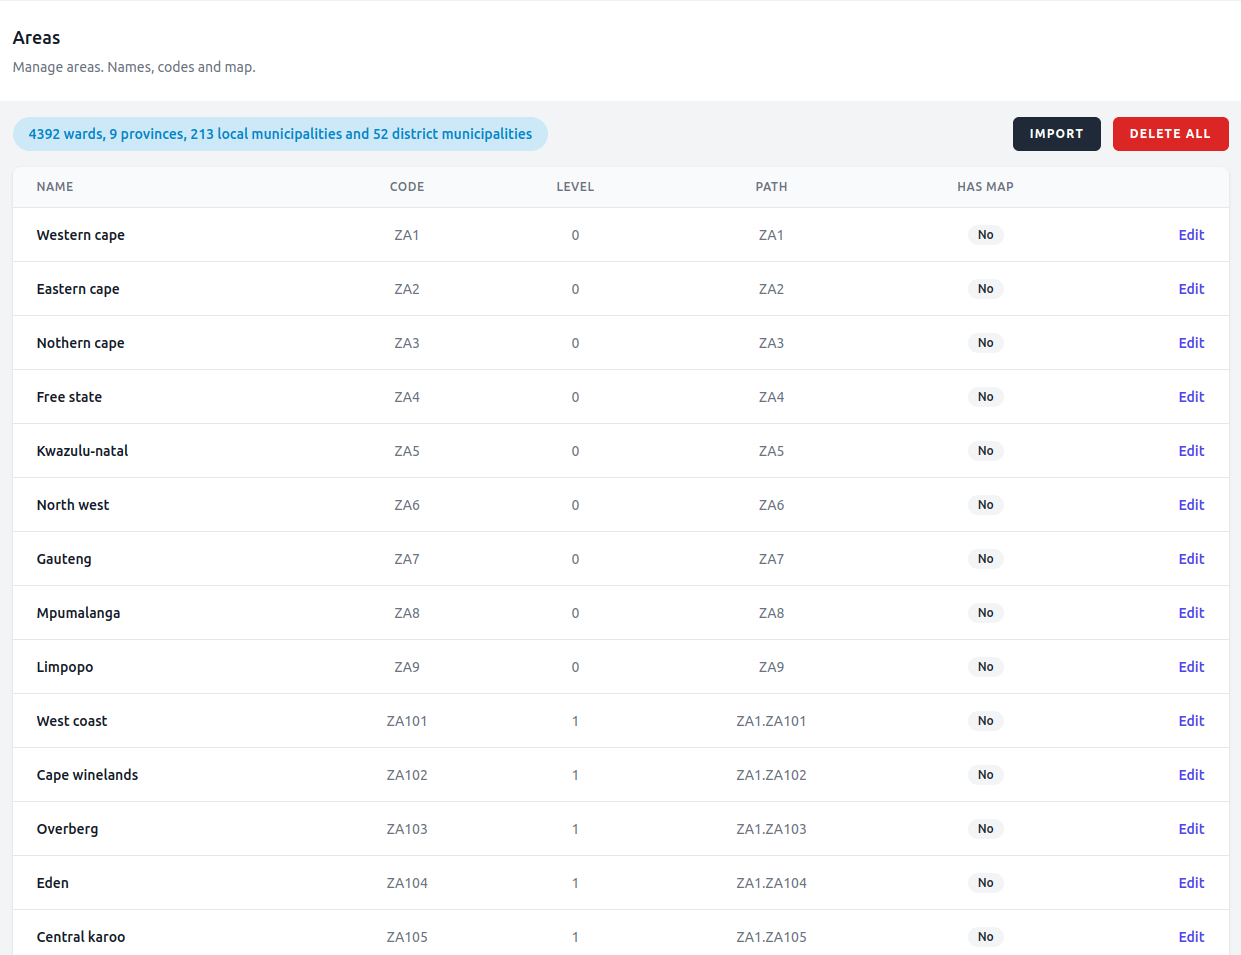 Areas
Manage areas. Names, codes and map.
4392 wards, 9 provinces, 213 local municipalities and 52 district municipalities IMPORT DELETE ALL
NAME CODE LEVEL PATH HAS MAP
Western cape ZA1 0 ZA1 No Edit
Eastern cape ZA2 0 ZA2 No Edit
Nothern cape ZA3 0 ZA3 No Edit
Free state ZA4 0 ZA4 No Edit
Kwazulu-natal ZA5 0 ZA5 No Edit
North west ZA6 0 ZA6 No Edit
Gauteng ZA7 0 ZA7 No Edit
Mpumalanga ZA8 0 ZA8 No Edit
Limpopo ZA9 0 ZA9 No Edit
West coast ZA101 1 ZA1.ZA101 No Edit
Cape winelands ZA102 1 ZA1.ZA102 No Edit
Overberg ZA103 1 ZA1.ZA103 No Edit
Eden ZA104 1 ZA1.ZA104 No Edit
Central karoo ZA105 1 ZA1.ZA105 No Edit